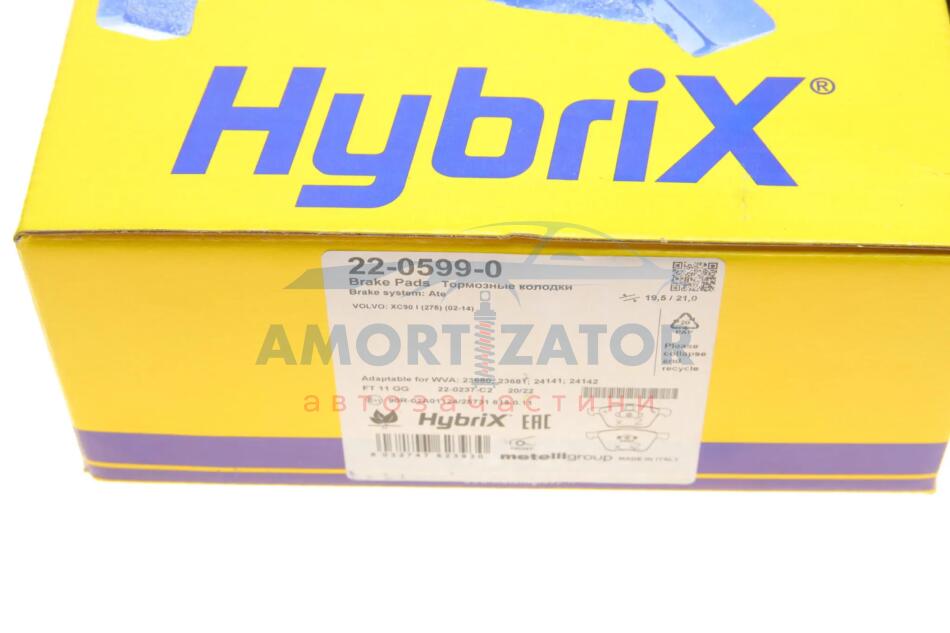 HybriX®
22-0599-0
Brake Pads Тормозные колодки
Brake system: Ate
19,5 / 21,0
VOLVO: XC90 I (275) (02-14)
20
PAP
Please
collapse
and
recycle
AMORTIZATOR
Adaptable for WVA: 23680; 23681; 24141; 24142
FT 11 GG 22-0237-C2 20/22
автозапчастини
HybriX EAC
metelligroup MADE IN ITALY